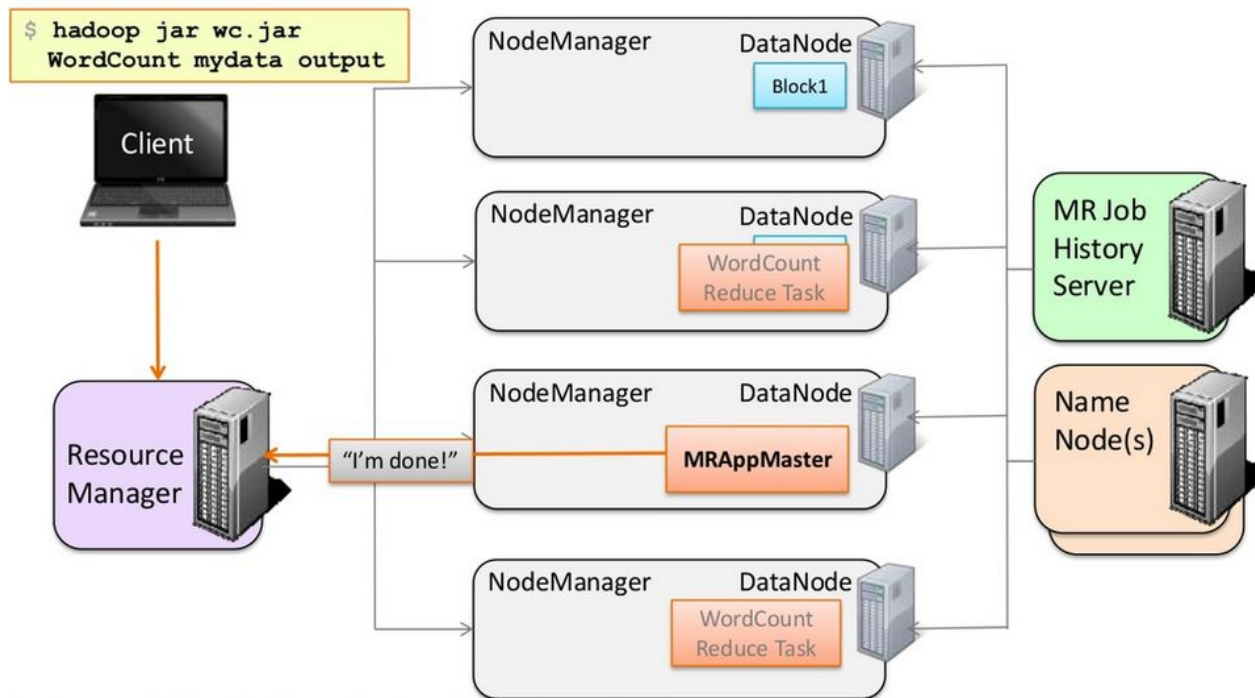 $ hadoop jar wc.jar
WordCount mydata output
Client
Resource
Manager
"I'm done!"
NodeManager
DataNode
Block1
NodeManager
DataNode
WordCount
Reduce Task
NodeManager
DataNode
MRAppMaster
NodeManager
DataNode
WordCount
Reduce Task
MR Job
History
Server
Name
Node(s)